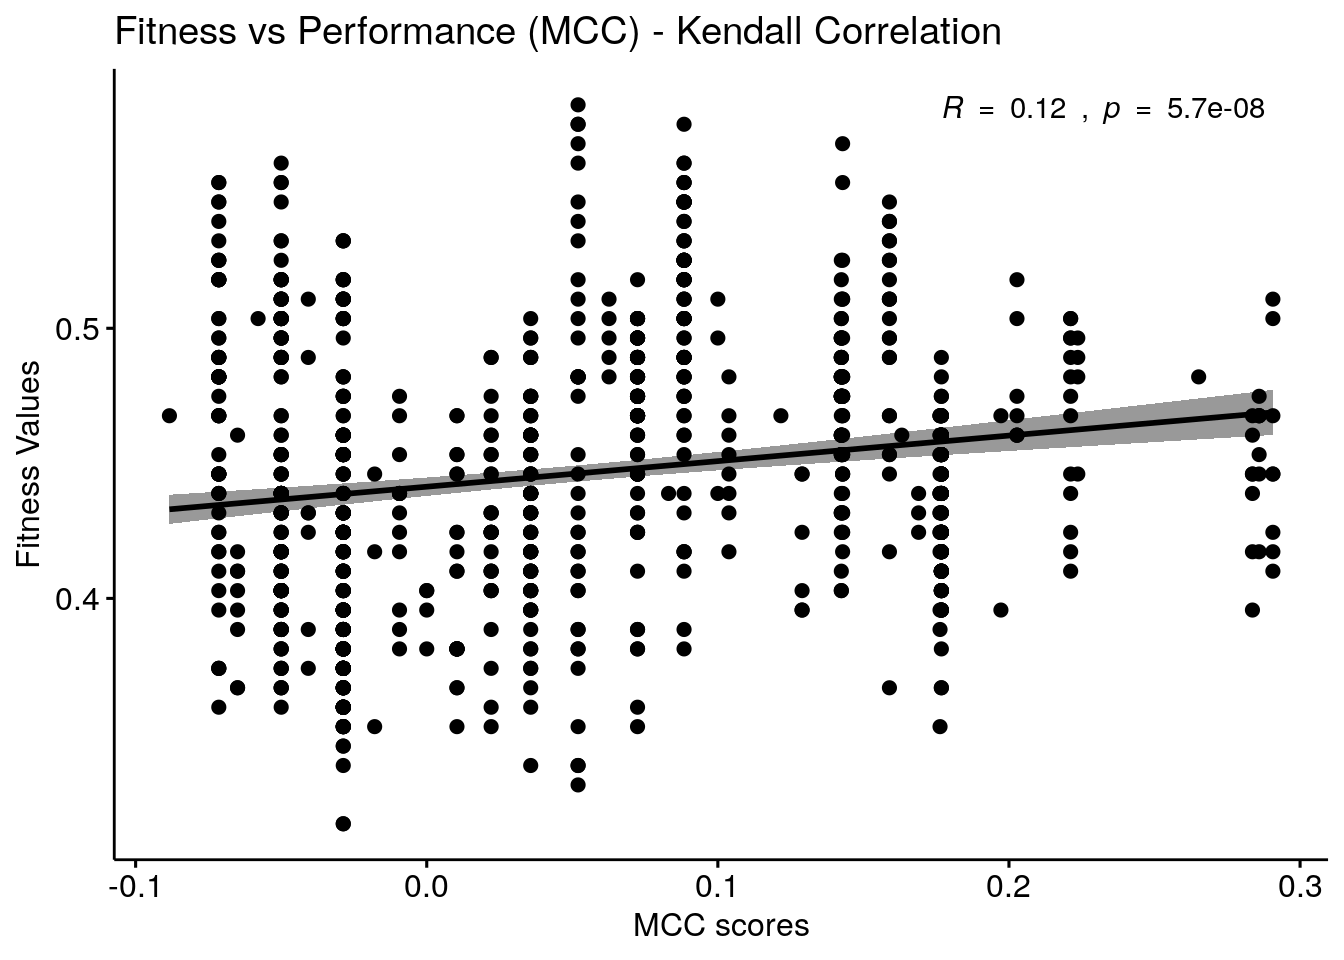 Fitness vs Performance (MCC) - Kendall Correlation
R = 0.12 , p = 5.7e-08
Fitness Values
0.5
0.4
-0.1 0.0 0.1 0.2 0.3
MCC scores